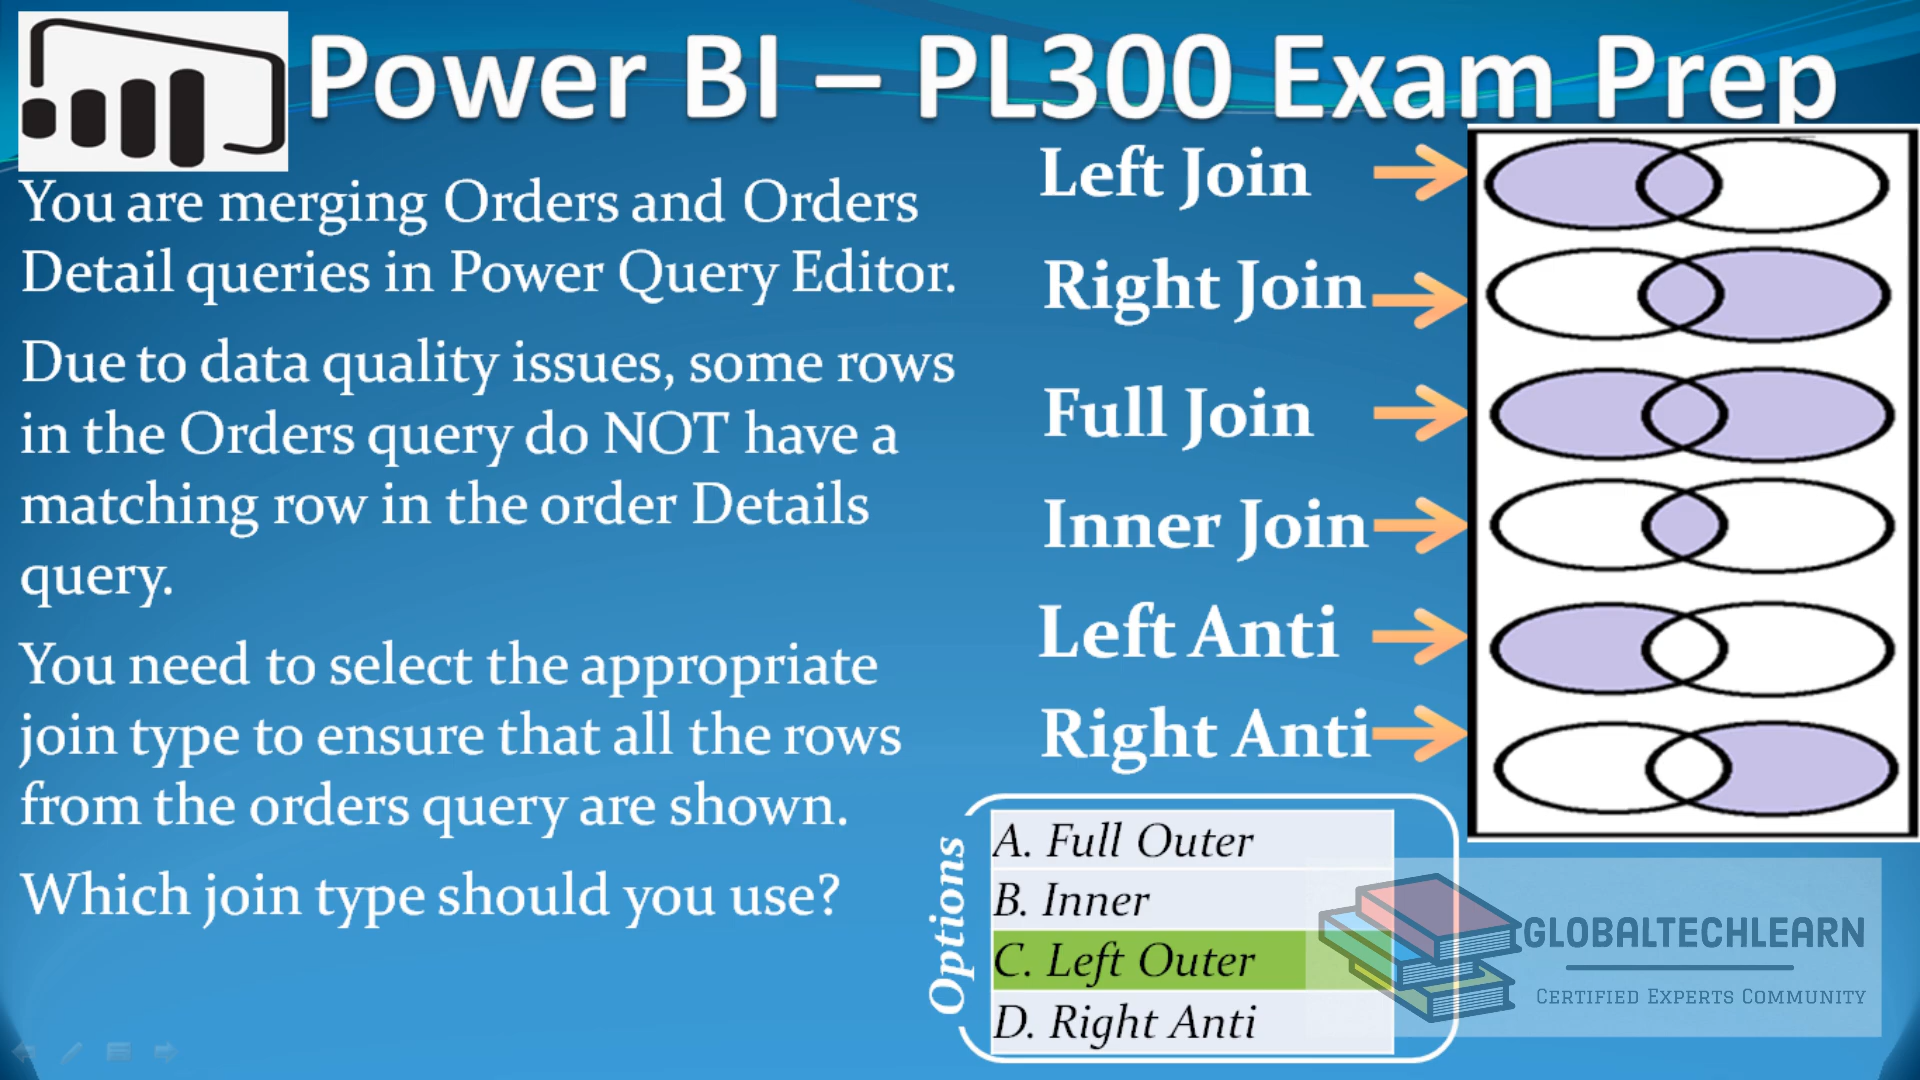 Power BI – PL300 Exam Prep
You are merging Orders and Orders
Detail queries in Power Query Editor.
Due to data quality issues, some rows
in the Orders query do NOT have a
matching row in the order Details
query.
You need to select the appropriate
join type to ensure that all the rows
from the orders query are shown.
Which join type should you use?
Left Join
Right Join
Full Join
Inner Join
Left Anti
Right Anti
Options
A. Full Outer
B. Inner
C. Left Outer
D. Right Anti
GLOBALTECHLEARN
CERTIFIED EXPERTS COMMUNITY